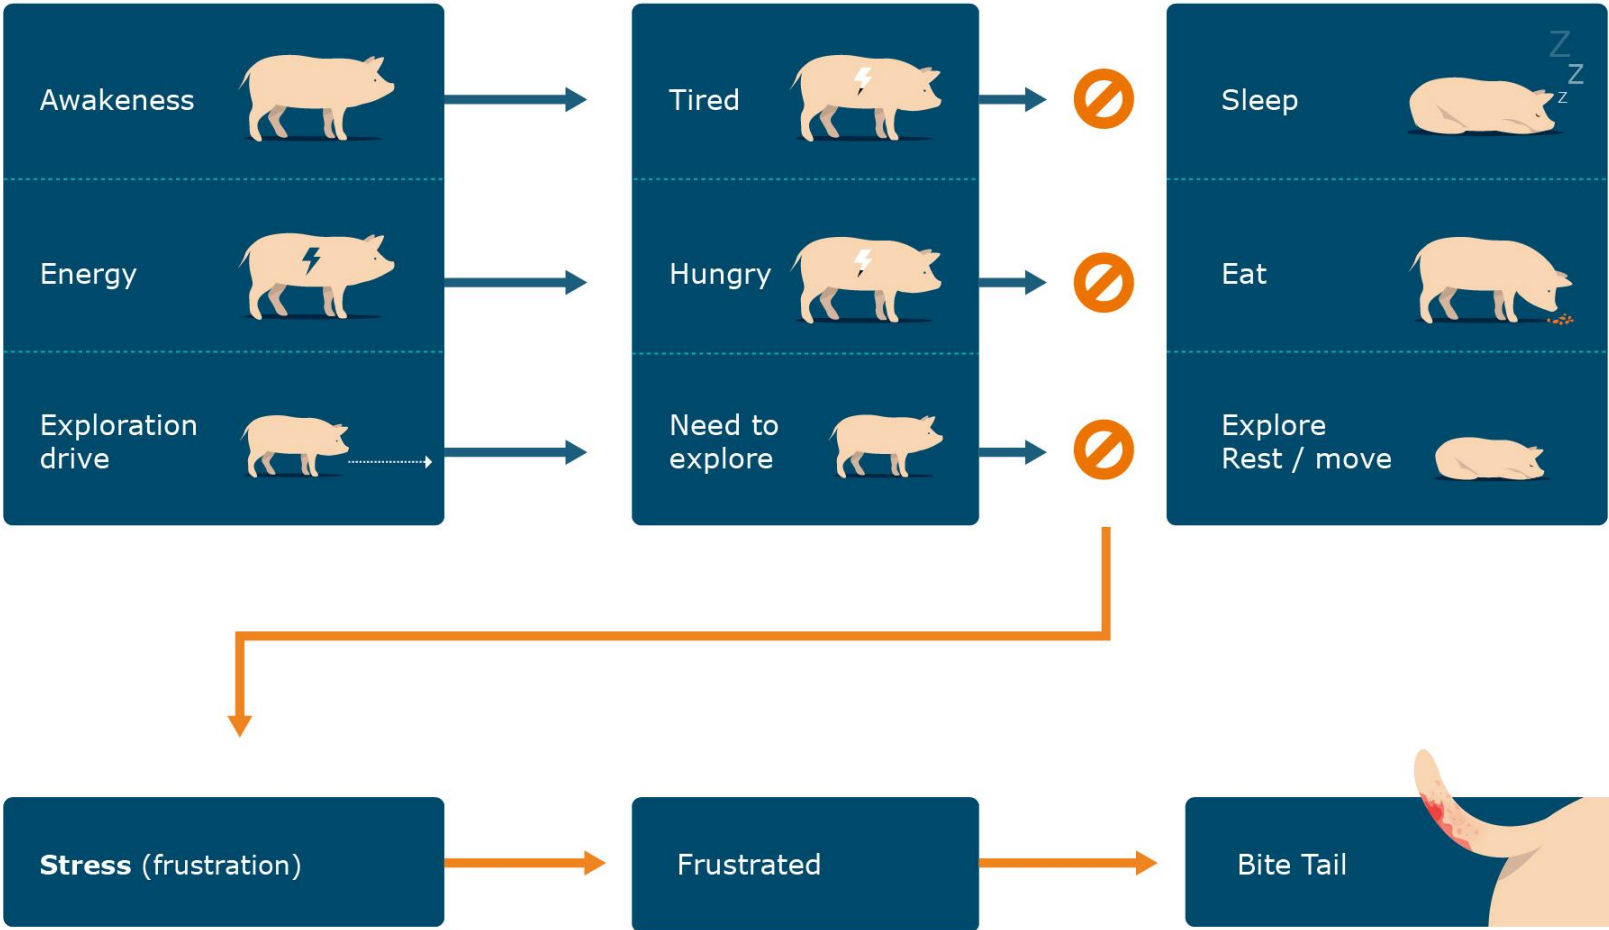 Awakeness
Tired
Sleep
Z
Z
z
Energy
Hungry
Eat
Exploration
drive
Need to
explore
Explore
Rest / move
Stress (frustration)
Frustrated
Bite Tail